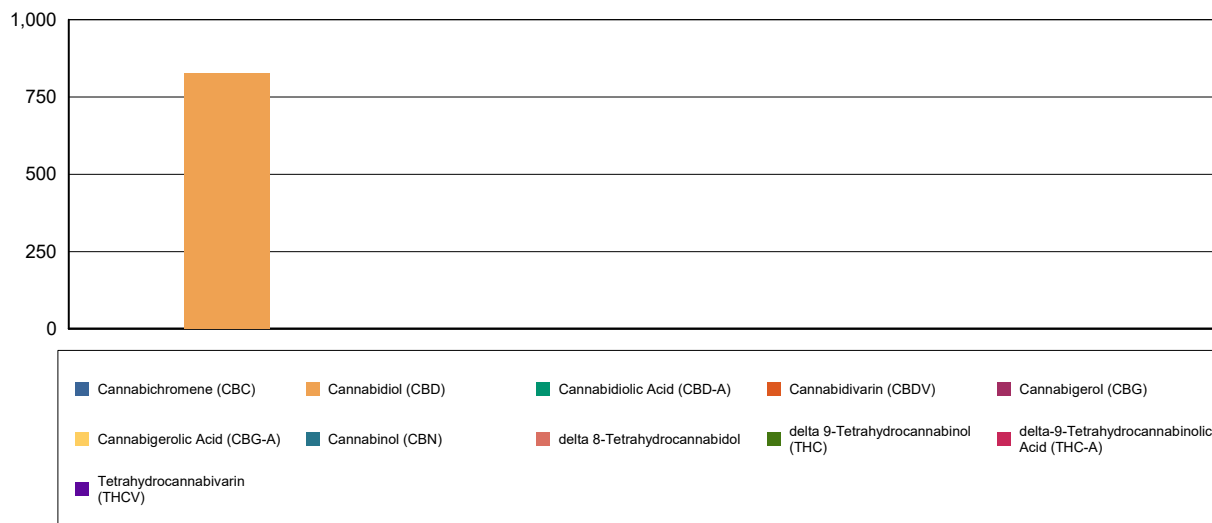 1,000
750
500
250
0
Cannabichromene (CBC)
Cannabidiol (CBD)
Cannabidiolic Acid (CBD-A)
Cannabidivarin (CBDV)
Cannabigerol (CBG)
Cannabigerolic Acid (CBG-A)
Cannabinol (CBN)
delta 8-Tetrahydrocannabidol
delta 9-Tetrahydrocannabinol
(THC)
delta-9-Tetrahydrocannabinolic
Acid (THC-A)
Tetrahydrocannabivarin
(THCV)